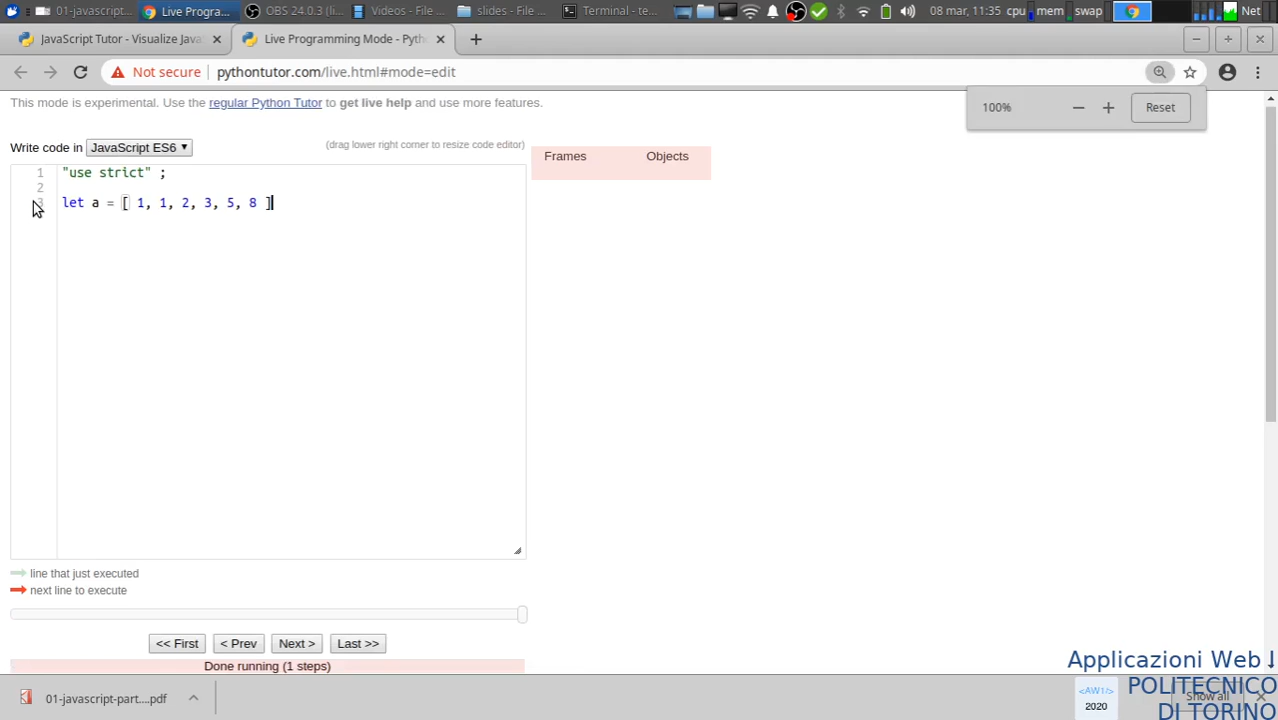 01-javascript...
Live Progra...
OBS 24.0.3 (li...
Videos - File ...
slides - File ...
Terminal - te...
08 mar, 11:35 cpu mem swap Net
JavaScript Tutor - Visualize Java
Live Programming Mode - Pyth
Not secure pythontutor.com/live.html#mode=edit
This mode is experimental. Use the regular Python Tutor to get live help and use more features.
100% Reset
Write code in JavaScript ES6
(drag lower right corner to resize code editor)
Frames Objects
1 "use strict" ;
2
3 let a = [ 1, 1, 2, 3, 5, 8 ]
line that just executed
next line to execute
<< First < Prev Next > Last >>
Done running (1 steps)
Applicazioni Web I
POLITECNICO
DI TORINO
<AW1/>
2020
01-javascript-part....pdf
Show all